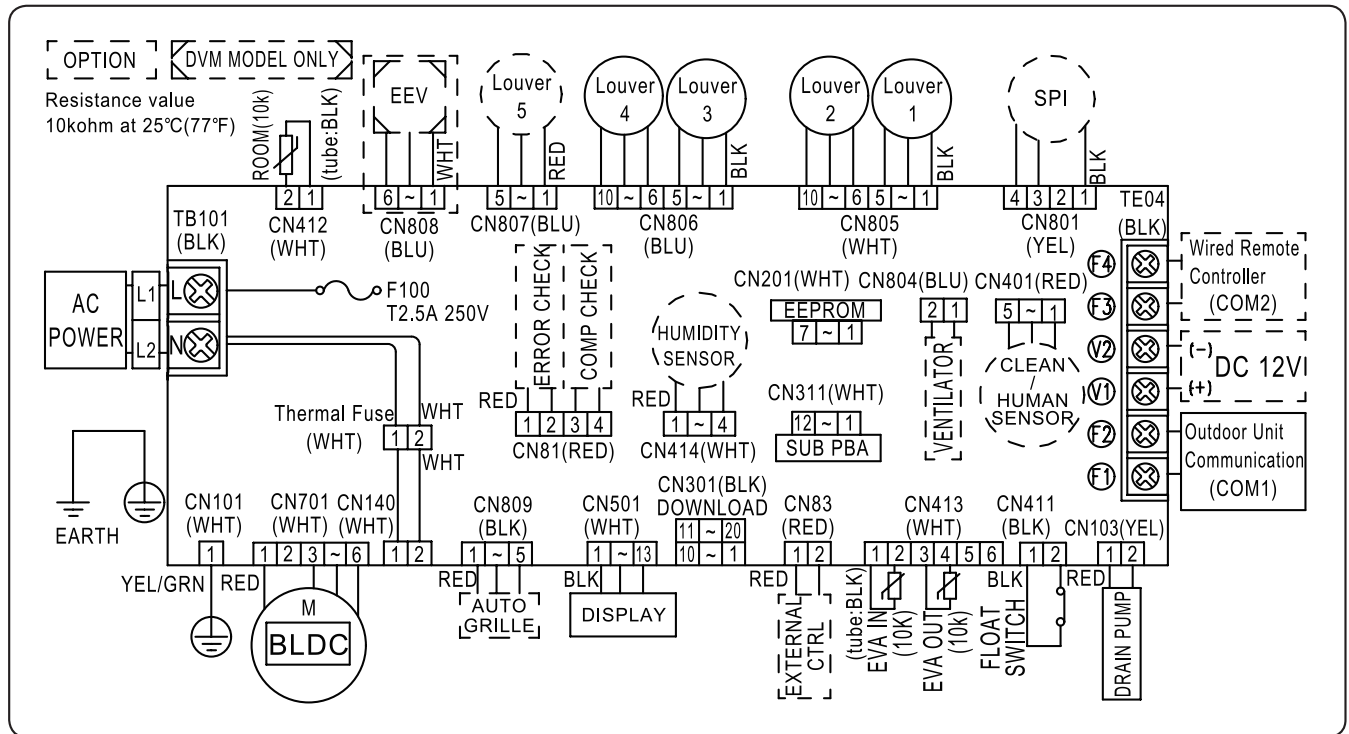 OPTION
DVM MODEL ONLY
Resistance value
10kohm at 25°C(77°F)
ROOM(10k)
(tube:BLK)
EEV
WHT
Louver
5
RED
Louver
4
Louver
3
BLK
Louver
2
Louver
1
BLK
SPI
BLK
2 1
6 ~ 1
5 ~ 1
10 ~ 6 5 ~ 1
10 ~ 6 5 ~ 1
4 3 2 1
TB101
(BLK)
CN412
(WHT)
CN808
(BLU)
CN807(BLU)
CN806
(BLU)
CN805
(WHT)
CN801
(YEL)
TE04
(BLK)
AC
POWER
L1
L2
L
N
F100
T2.5A 250V
ERROR CHECK
COMP CHECK
RED
1 2 3 4
CN81(RED)
HUMIDITY
SENSOR
RED
1 ~ 4
CN414(WHT)
CN201(WHT)
EEPROM
7 ~ 1
CN311(WHT)
12 ~ 1
SUB PBA
CN804(BLU)
2 1
VENTILATOR
CN401(RED)
5 ~ 1
CLEAN
/
HUMAN
SENSOR
F4
F3
V2
V1
F2
F1
Wired Remote
Controller
(COM2)
(-)
DC 12V
(+)
Outdoor Unit
Communication
(COM1)
Thermal Fuse
(WHT)
WHT
1 2
WHT
EARTH
CN101
(WHT)
1
YEL/GRN
CN701
(WHT)
1 2 3 ~ 6
RED
M
BLDC
CN140
(WHT)
1 2
CN809
(BLK)
1 ~ 5
RED
AUTO
GRILLE
CN501
(WHT)
1 ~ 13
BLK
DISPLAY
CN301(BLK)
DOWNLOAD
11 ~ 20
10 ~ 1
CN83
(RED)
1 2
RED
EXTERNAL
CTRL
CN413
(WHT)
1 2 3 4 5 6
(tube:BLK)
EVA IN
(10K)
EVA OUT
(10k)
CN411
(BLK)
1 2
BLK
FLOAT
SWITCH
CN103(YEL)
1 2
RED
DRAIN PUMP